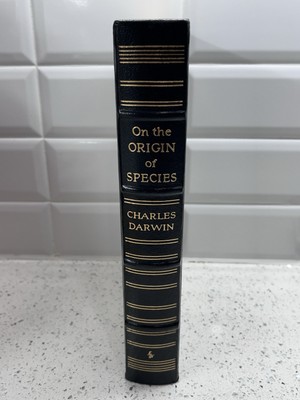 On the
ORIGIN
of
SPECIES
CHARLES
DARWIN